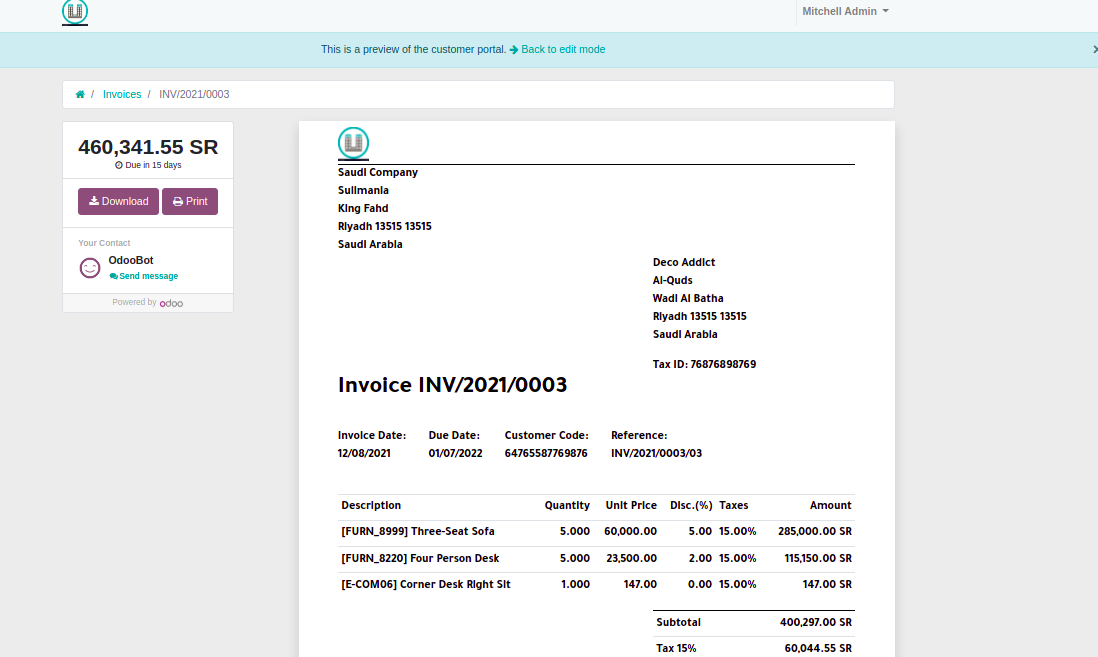 Mitchell Admin
This is a preview of the customer portal. Back to edit mode
/ Invoices / INV/2021/0003
460,341.55 SR
Due in 15 days
Download Print
Your Contact
OdooBot
Send message
Powered by odoo
Saudi Company
Sulimania
King Fahd
Riyadh 13515 13515
Saudi Arabia
Deco Addict
Al-Quds
Wadi Al Batha
Riyadh 13515 13515
Saudi Arabia
Tax ID: 76876898769
Invoice INV/2021/0003
Invoice Date: Due Date: Customer Code: Reference:
12/08/2021 01/07/2022 64765587769876 INV/2021/0003/03
Description Quantity Unit Price Disc.(%) Taxes Amount
[FURN_8999] Three-Seat Sofa 5.000 60,000.00 5.00 15.00% 285,000.00 SR
[FURN_8220] Four Person Desk 5.000 23,500.00 2.00 15.00% 115,150.00 SR
[E-COM06] Corner Desk Right Sit 1.000 147.00 0.00 15.00% 147.00 SR
Subtotal 400,297.00 SR
Tax 15% 60,044.55 SR